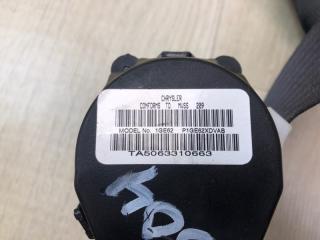 CHRYSLER
CONFORMS TO MVSS 209
MODEL No. 1GE62 P1GE62XDVAB
TA5063310663